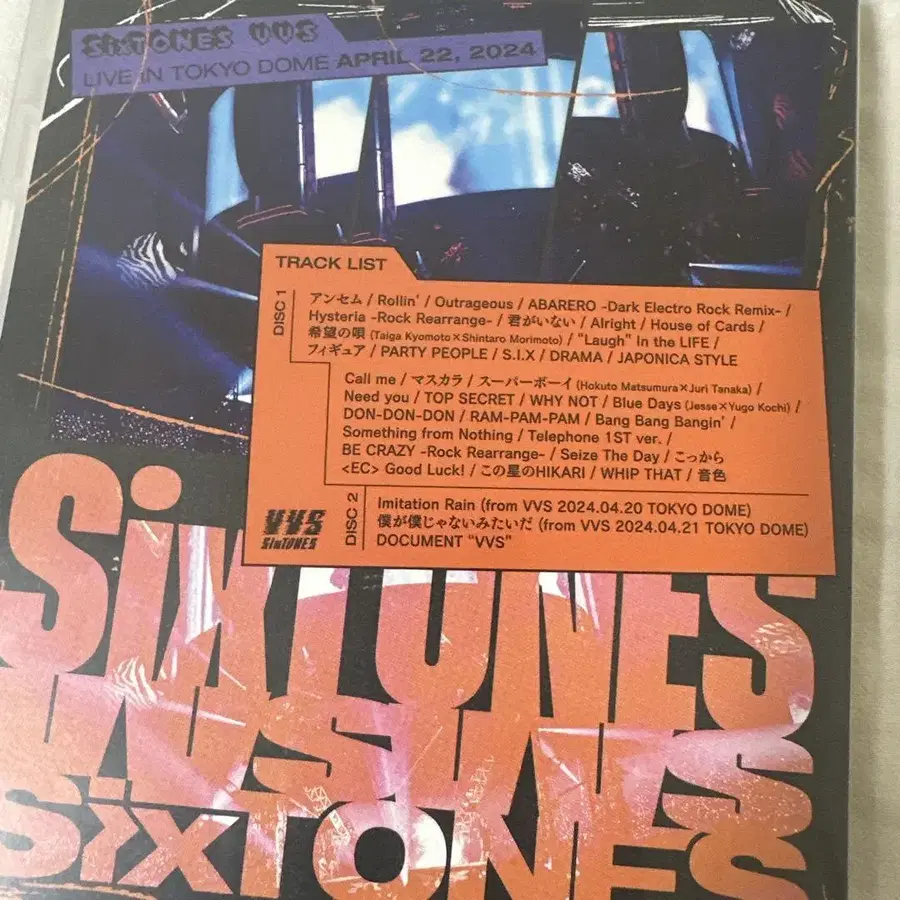 SixTONES VVS
LIVE IN TOKYO DOME APRIL 22, 2024
TRACK LIST
DISC 1
アンセム / Rollin' / Outrageous / ABARERO -Dark Electro Rock Remix- /
Hysteria -Rock Rearrange- / 君がいない / Alright / House of Cards /
希望の唄 (Taiga Kyomoto×Shintaro Morimoto) / "Laugh" In the LIFE /
フィギュア / PARTY PEOPLE / S.I.X / DRAMA / JAPONICA STYLE
Call me / マスカラ / スーパーボーイ (Hokuto Matsumura×Juri Tanaka) /
Need you / TOP SECRET / WHY NOT / Blue Days (Jesse×Yugo Kochi) /
DON-DON-DON / RAM-PAM-PAM / Bang Bang Bangin' /
Something from Nothing / Telephone 1ST ver. /
BE CRAZY -Rock Rearrange- / Seize The Day / こっから
<EC> Good Luck! / この星のHIKARI / WHIP THAT / 音色
VVS
SixTONES
DISC 2
Imitation Rain (from VVS 2024.04.20 TOKYO DOME)
僕が僕じゃないみたいだ (from VVS 2024.04.21 TOKYO DOME)
DOCUMENT "VVS"
SixTONES
SixTONES